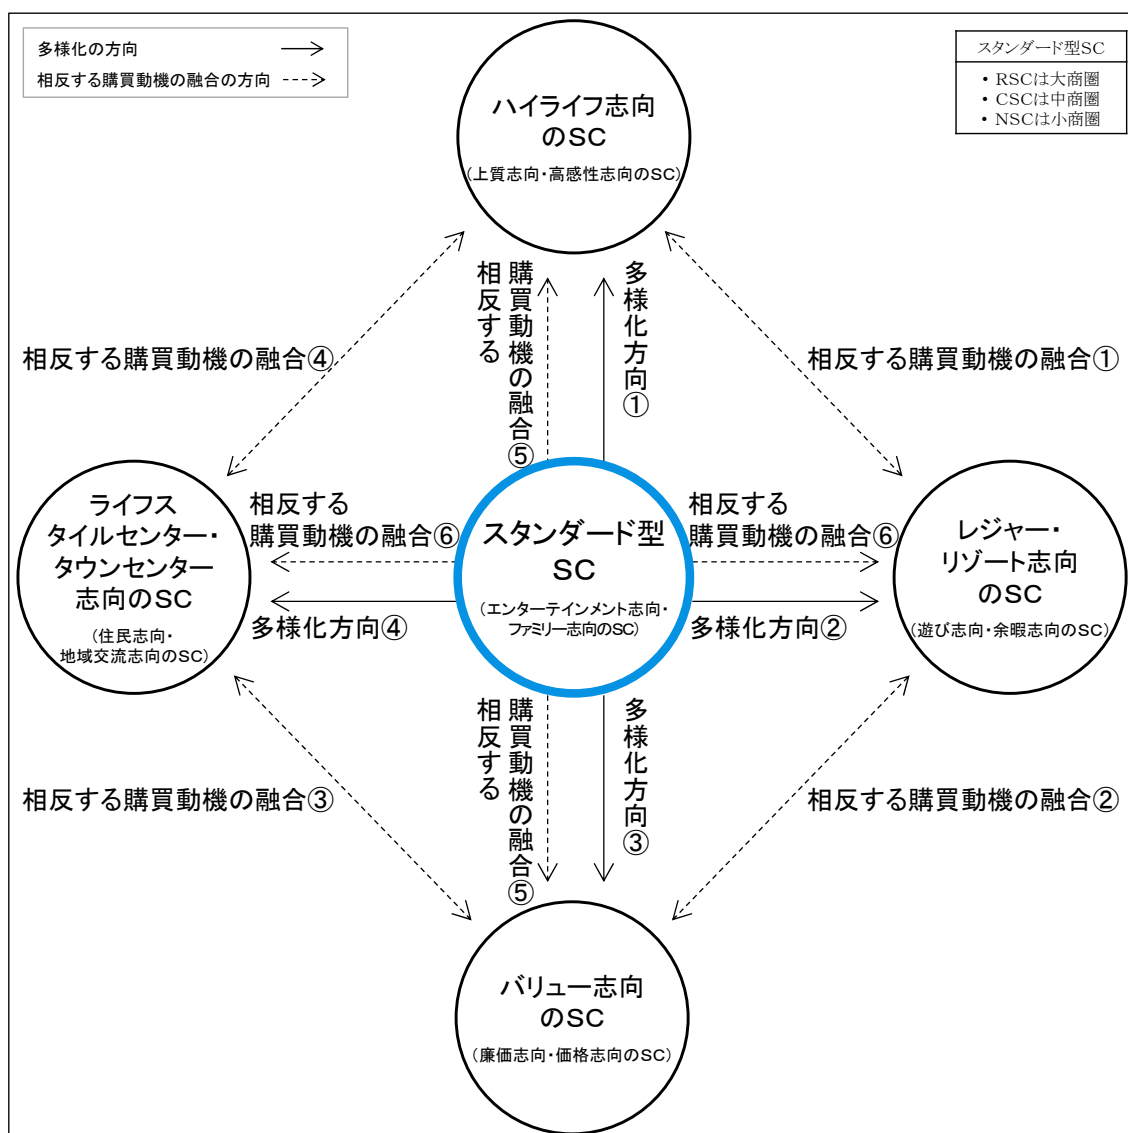 多様化の方向
相反する購買動機の融合の方向
スタンダード型SC
• RSCは大商圏
• CSCは中商圏
• NSCは小商圏
ハイライフ志向
のSC
(上質志向・高感性志向のSC)
相反する
購買動機の融合⑤
多様化方向①
相反する購買動機の融合④
相反する購買動機の融合①
ライフス
タイルセンター・
タウンセンター
志向のSC
(住民志向・
地域交流志向のSC)
相反する
購買動機の融合⑥
多様化方向④
スタンダード型
SC
(エンターテインメント志向・
ファミリー志向のSC)
相反する
購買動機の融合⑥
多様化方向②
レジャー・
リゾート志向
のSC
(遊び志向・余暇志向のSC)
相反する
購買動機の融合⑤
多様化方向③
相反する購買動機の融合③
相反する購買動機の融合②
バリュー志向
のSC
(廉価志向・価格志向のSC)